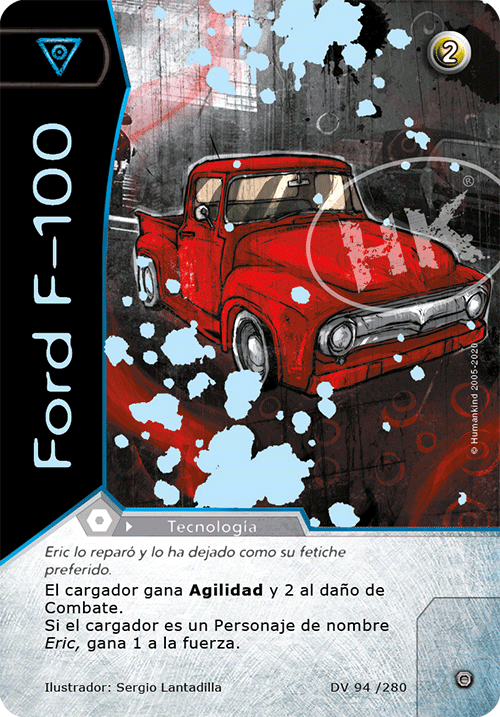 2
Ford F-100
HK
®
© Humankind 2005-2020
Tecnología
Eric lo reparó y lo ha dejado como su fetiche
preferido.
El cargador gana Agilidad y 2 al daño de
Combate.
Si el cargador es un Personaje de nombre
Eric, gana 1 a la fuerza.
Ilustrador: Sergio Lantadilla
DV 94 /280